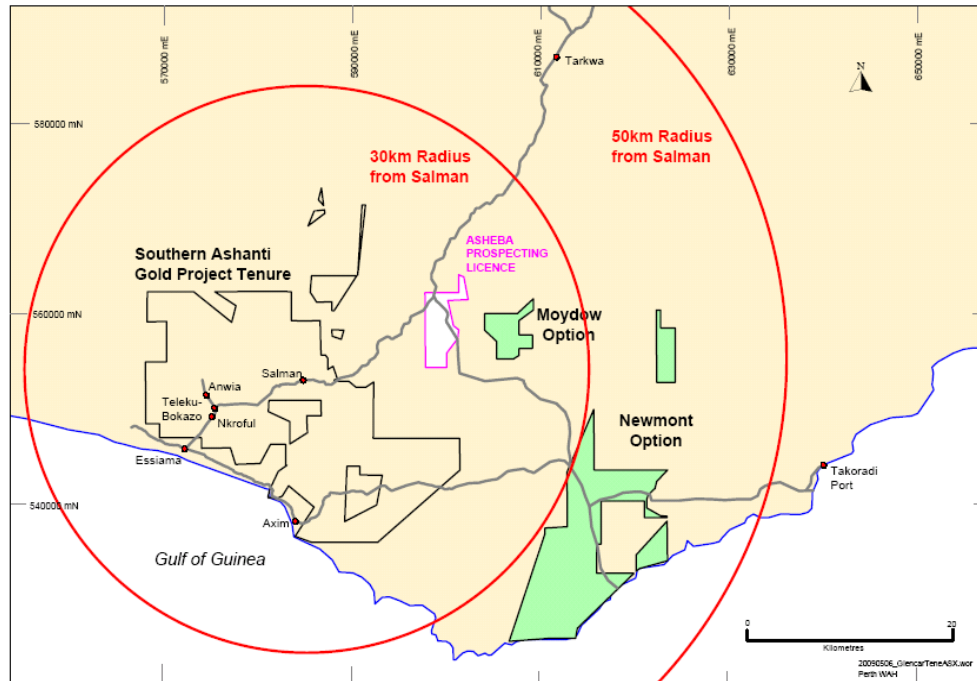 570000 mE
590000 mE
610000 mE
630000 mE
650000 mE
Tarkwa
N
580000 mN
30km Radius
from Salman
50km Radius
from Salman
ASHEBA
PROSPECTING
LICENCE
Southern Ashanti
Gold Project Tenure
560000 mN
Moydow
Option
Salman
Anwia
Teleku-
Bokazo
Nkroful
Newmont
Option
Essiama
Takoradi
Port
540000 mN
Axim
Gulf of Guinea
0
20
Kilometres
20090506_GlencarTeneASX.wor
Perth WAH